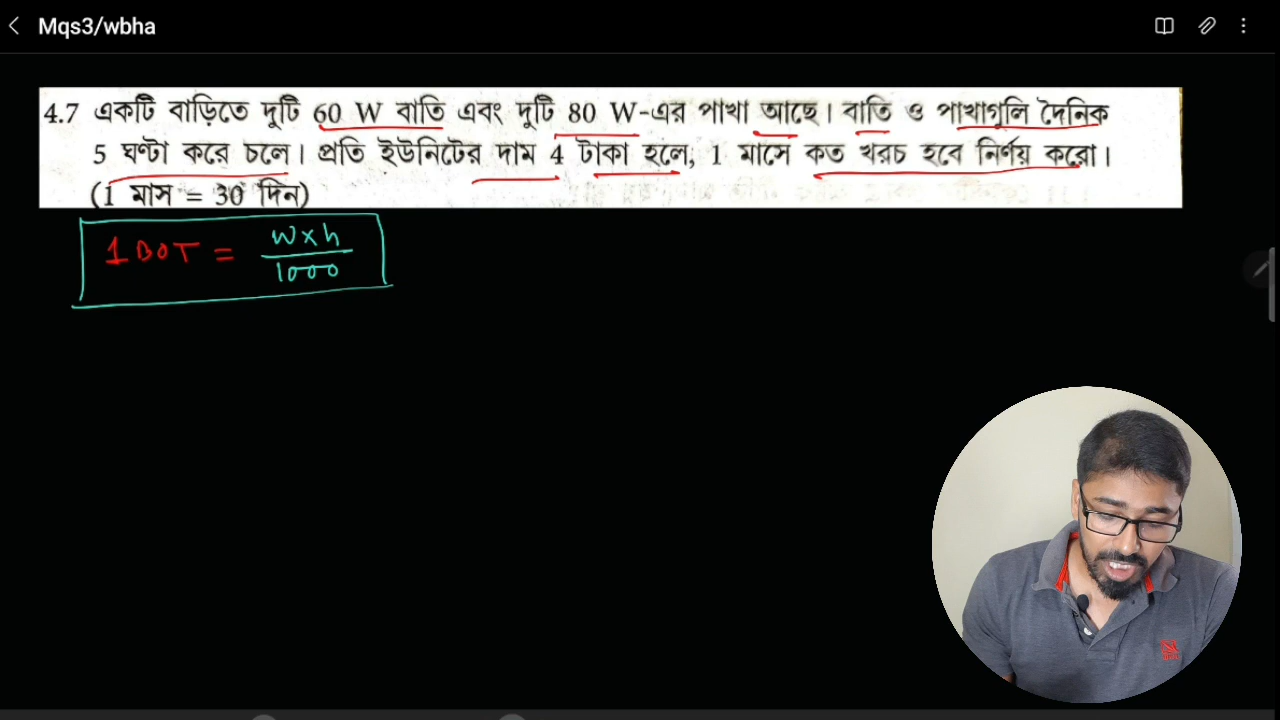 Mqs3/wbha
4.7 একটি বাড়িতে দুটি 60 W বাতি এবং দুটি 80 W-এর পাখা আছে। বাতি ও পাখাগুলি দৈনিক
5 ঘণ্টা করে চলে। প্রতি ইউনিটের দাম 4 টাকা হলে, 1 মাসে কত খরচ হবে নির্ণয় করো।
(1 মাস = 30 দিন)
1 BOT = W×h
1000